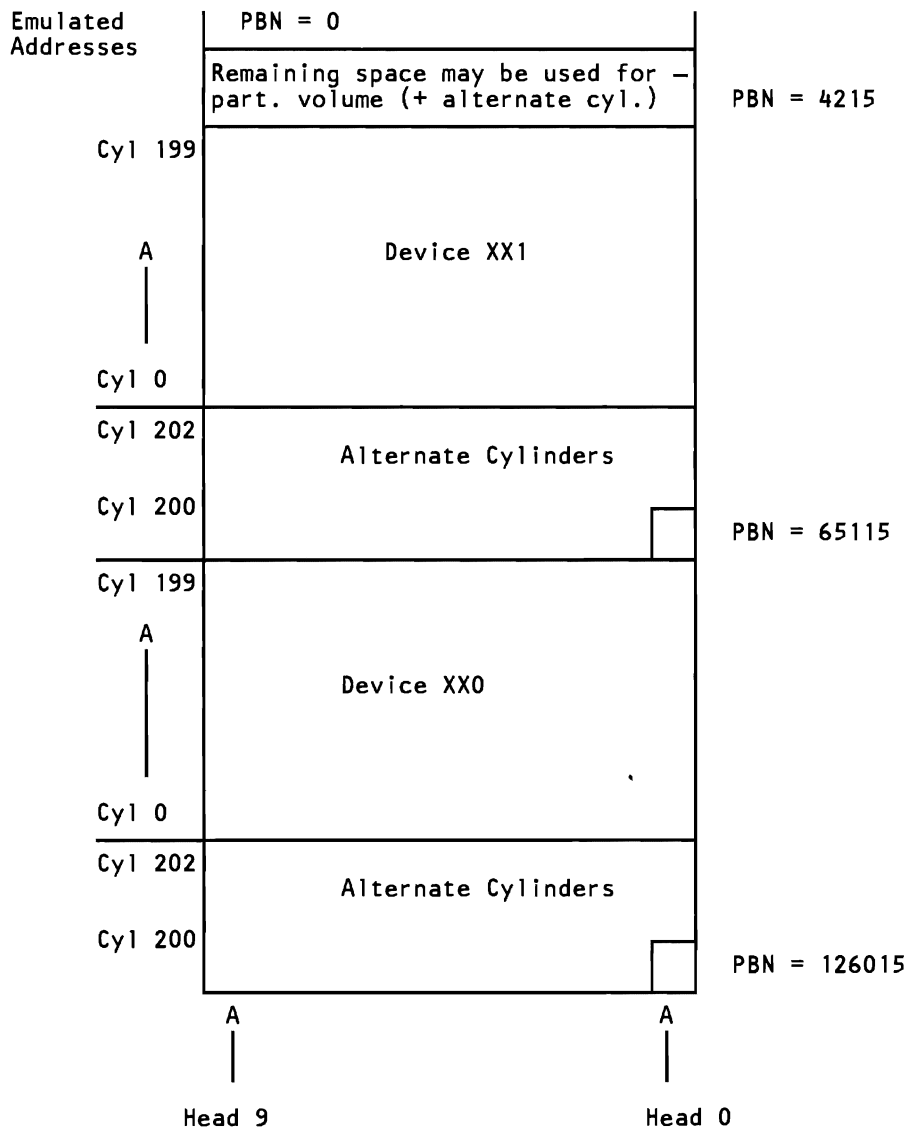 Emulated
Addresses
PBN = 0
Remaining space may be used for –
part. volume (+ alternate cyl.)
PBN = 4215
Cyl 199
A
Device XX1
Cyl 0
Cyl 202
Alternate Cylinders
Cyl 200
PBN = 65115
Cyl 199
A
Device XX0
Cyl 0
Cyl 202
Alternate Cylinders
Cyl 200
PBN = 126015
A A
Head 9 Head 0